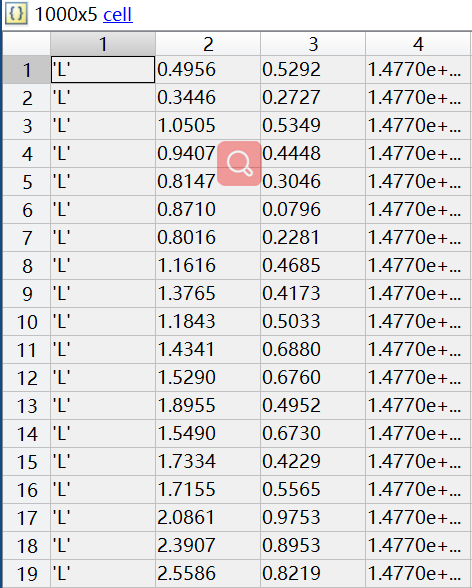 1000x5 cell
1 2 3 4
1 'L' 0.4956 0.5292 1.4770e+...
2 'L' 0.3446 0.2727 1.4770e+...
3 'L' 1.0505 0.5349 1.4770e+...
4 'L' 0.9407 0.4448 1.4770e+...
5 'L' 0.8147 0.3046 1.4770e+...
6 'L' 0.8710 0.0796 1.4770e+...
7 'L' 0.8016 0.2281 1.4770e+...
8 'L' 1.1616 0.4685 1.4770e+...
9 'L' 1.3765 0.4173 1.4770e+...
10 'L' 1.1843 0.5033 1.4770e+...
11 'L' 1.4341 0.6880 1.4770e+...
12 'L' 1.5290 0.6760 1.4770e+...
13 'L' 1.8955 0.4952 1.4770e+...
14 'L' 1.5490 0.6730 1.4770e+...
15 'L' 1.7334 0.4229 1.4770e+...
16 'L' 1.7155 0.5565 1.4770e+...
17 'L' 2.0861 0.9753 1.4770e+...
18 'L' 2.3907 0.8953 1.4770e+...
19 'L' 2.5586 0.8219 1.4770e+...